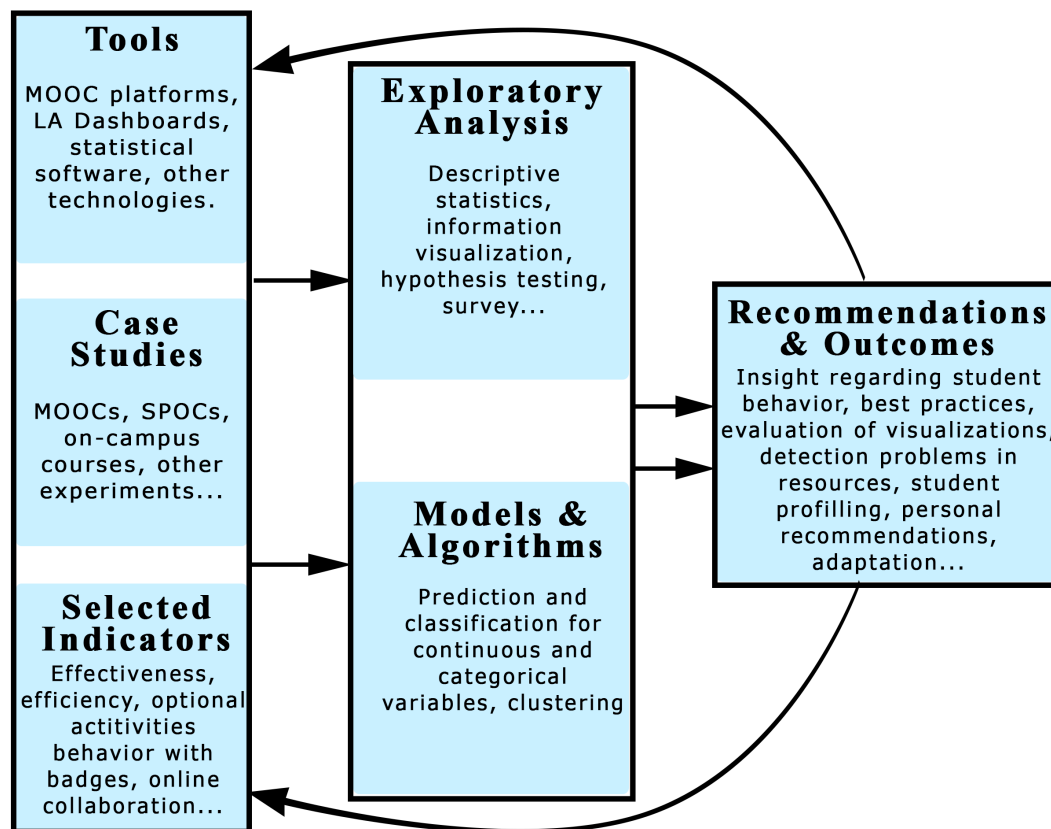 Tools
MOOC platforms,
LA Dashboards,
statistical
software, other
technologies.
Case
Studies
MOOCs, SPOCs,
on-campus
courses, other
experiments...
Selected
Indicators
Effectiveness,
efficiency, optional
actitivities
behavior with
badges, online
collaboration...
Exploratory
Analysis
Descriptive
statistics,
information
visualization,
hypothesis testing,
survey...
Models &
Algorithms
Prediction and
classification for
continuous and
categorical
variables, clustering
Recommendations
& Outcomes
Insight regarding student
behavior, best practices,
evaluation of visualizations,
detection problems in
resources, student
profilling, personal
recommendations,
adaptation...